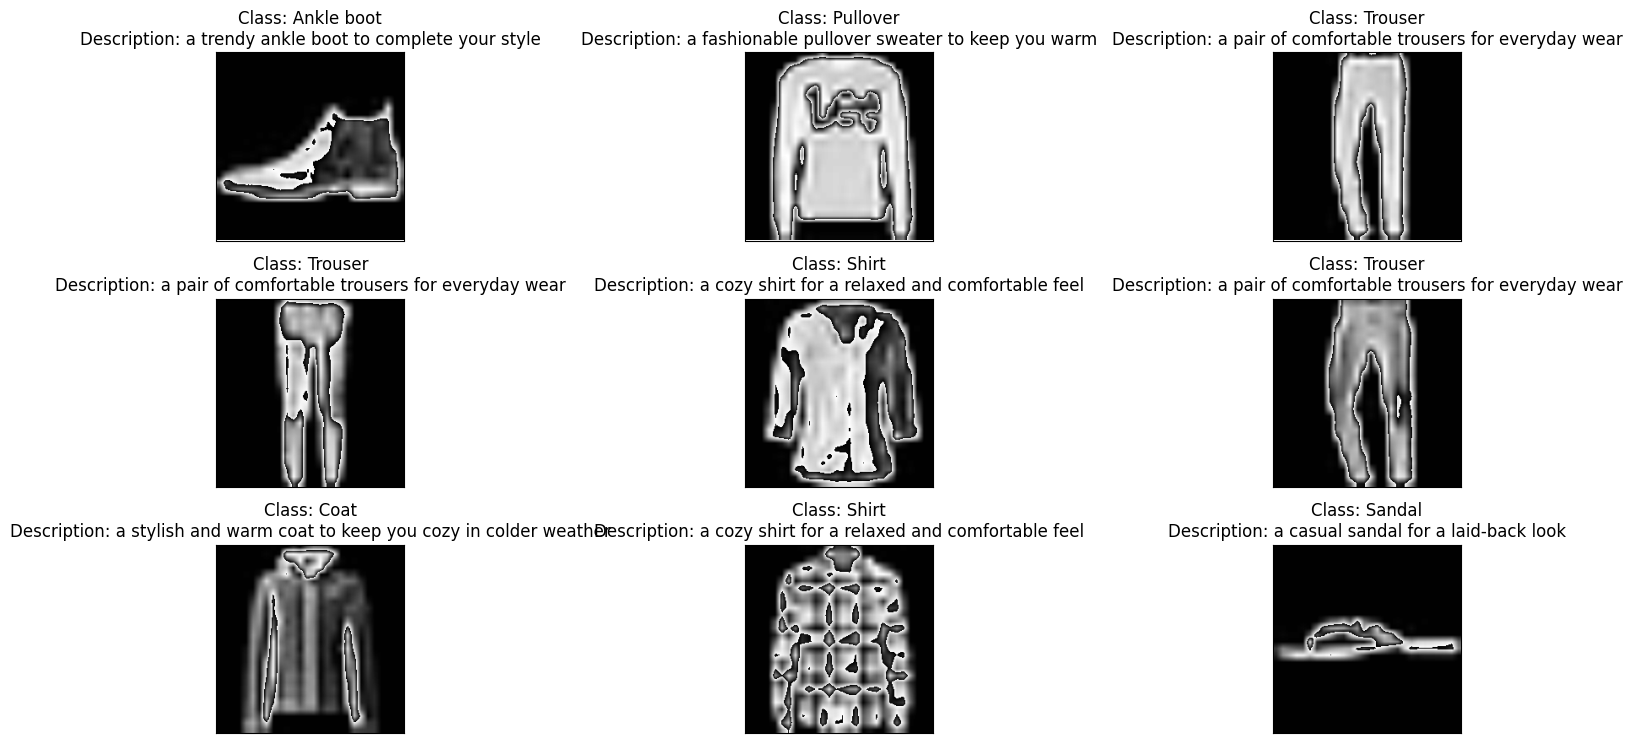 Class: Ankle boot
Description: a trendy ankle boot to complete your style
Class: Pullover
Description: a fashionable pullover sweater to keep you warm
Class: Trouser
Description: a pair of comfortable trousers for everyday wear
Class: Trouser
Description: a pair of comfortable trousers for everyday wear
Class: Shirt
Description: a cozy shirt for a relaxed and comfortable feel
Class: Trouser
Description: a pair of comfortable trousers for everyday wear
Class: Coat
Description: a stylish and warm coat to keep you cozy in colder weather
Class: Shirt
Description: a cozy shirt for a relaxed and comfortable feel
Class: Sandal
Description: a casual sandal for a laid-back look